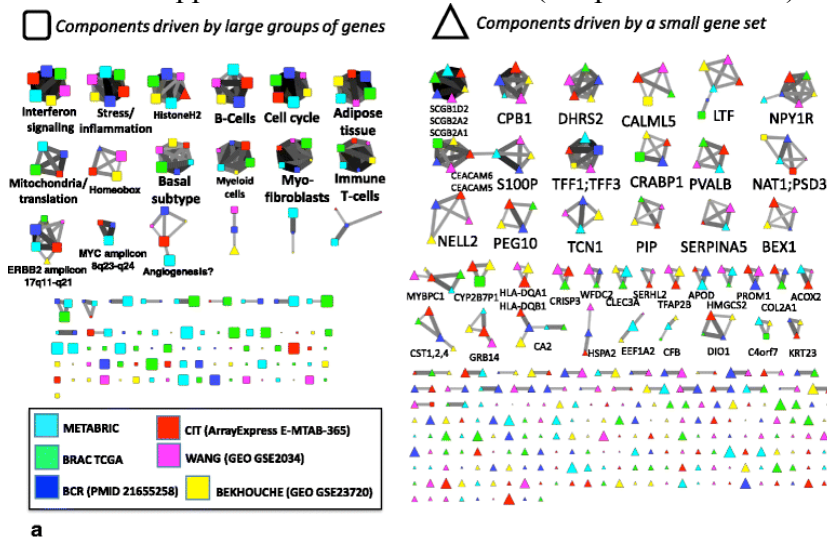 Components driven by large groups of genes
Components driven by a small gene set
Interferon signaling
Stress/ inflammation
HistoneH2
B-Cells
Cell cycle
Adipose tissue
Mitochondria/ translation
Homeobox
Basal subtype
Myeloid cells
Myo-fibroblasts
Immune T-cells
ERBB2 amplicon 17q11-q21
MYC amplicon 8q23-q24
Angiogenesis?
SCGB1D2
SCGB2A2
SCGB2A1
CPB1
DHRS2
CALML5
LTF
NPY1R
CEACAM6
CEACAM5
S100P
TFF1;TFF3
CRABP1
PVALB
NAT1;PSD3
NELL2
PEG10
TCN1
PIP
SERPINA5
BEX1
MYBPC1
CYP2B7P1
HLA-DQA1
HLA-DQB1
CRISP3
WFDC2
CLEC3A
SERHL2
TFAP2B
APOD
HMGCS2
PROM1
COL2A1
ACOX2
CST1,2,4
GRB14
CA2
HSPA2
EEF1A2
CFB
DIO1
C4orf7
KRT23
METABRIC
CIT (ArrayExpress E-MTAB-365)
BRAC TCGA
WANG (GEO GSE2034)
BCR (PMID 21655258)
BEKHOUCHE (GEO GSE23720)
a